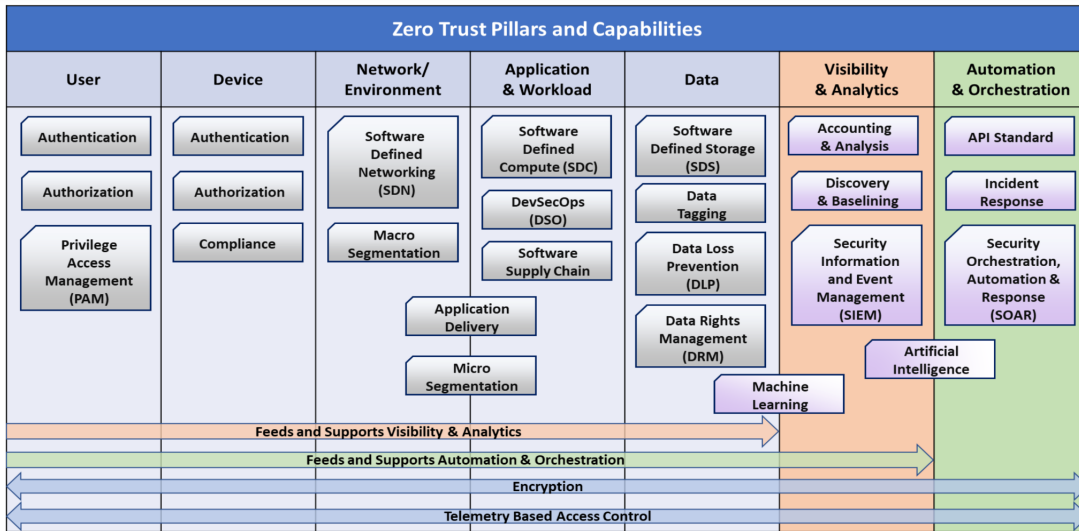 Zero Trust Pillars and Capabilities
User
Device
Network/
Environment
Application
& Workload
Data
Visibility
& Analytics
Automation
& Orchestration
Authentication
Authorization
Privilege
Access
Management
(PAM)
Authentication
Authorization
Compliance
Software
Defined
Networking
(SDN)
Macro
Segmentation
Software
Defined
Compute (SDC)
DevSecOps
(DSO)
Software
Supply Chain
Application
Delivery
Micro
Segmentation
Software
Defined Storage
(SDS)
Data
Tagging
Data Loss
Prevention
(DLP)
Data Rights
Management
(DRM)
Machine
Learning
Accounting
& Analysis
Discovery
& Baselining
Security
Information
and Event
Management
(SIEM)
Artificial
Intelligence
API Standard
Incident
Response
Security
Orchestration,
Automation &
Response
(SOAR)
Feeds and Supports Visibility & Analytics
Feeds and Supports Automation & Orchestration
Encryption
Telemetry Based Access Control